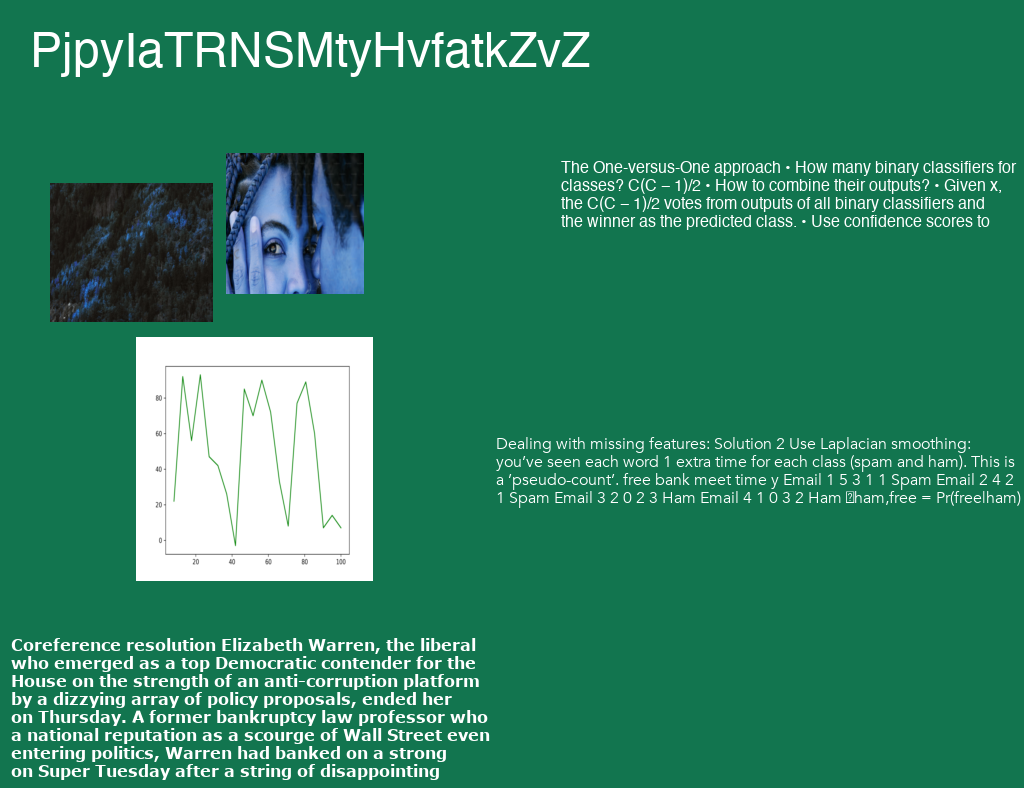 PjpyIaTRNSMtyHvfatkZvZ
The One-versus-One approach • How many binary classifiers for
classes? C(C – 1)/2 • How to combine their outputs? • Given x,
the C(C – 1)/2 votes from outputs of all binary classifiers and
the winner as the predicted class. • Use confidence scores to
80
60
40
20
0
20 40 60 80 100
Dealing with missing features: Solution 2 Use Laplacian smoothing:
you’ve seen each word 1 extra time for each class (spam and ham). This is
a ‘pseudo-count’. free bank meet time y Email 1 5 3 1 1 Spam Email 2 4 2
1 Spam Email 3 2 0 2 3 Ham Email 4 1 0 3 2 Ham ham,free = Pr(free|ham)
Coreference resolution Elizabeth Warren, the liberal
who emerged as a top Democratic contender for the
House on the strength of an anti-corruption platform
by a dizzying array of policy proposals, ended her
on Thursday. A former bankruptcy law professor who
a national reputation as a scourge of Wall Street even
entering politics, Warren had banked on a strong
on Super Tuesday after a string of disappointing